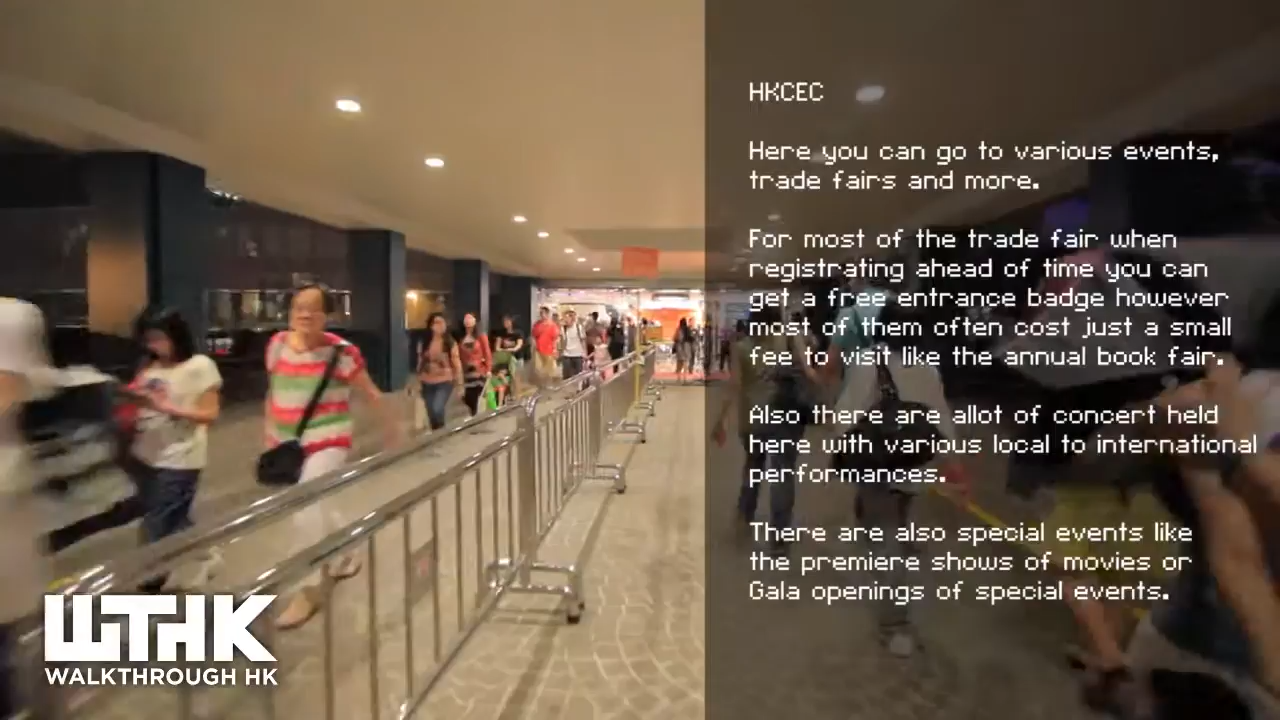 HKCEC
Here you can go to various events,
trade fairs and more.
For most of the trade fair when
registrating ahead of time you can
get a free entrance badge however
most of them often cost just a small
fee to visit like the annual book fair.
Also there are allot of concert held
here with various local to international
performances.
There are also special events like
the premiere shows of movies or
Gala openings of special events.
WTHK
WALKTHROUGH HK